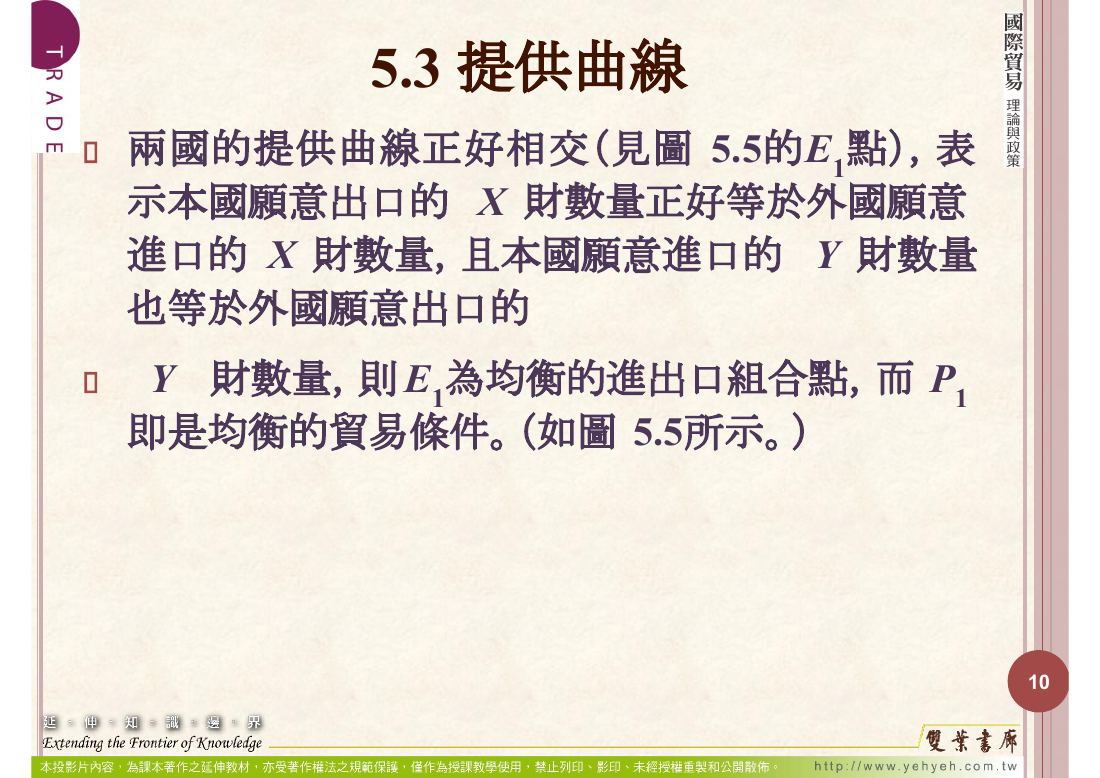 TRADE
國際貿易 理論與政策
5.3 提供曲線
兩國的提供曲線正好相交(見圖 5.5的E1點), 表
示本國願意出口的 X 財數量正好等於外國願意
進口的 X 財數量, 且本國願意進口的 Y 財數量
也等於外國願意出口的
Y 財數量, 則E1為均衡的進出口組合點, 而 P1
即是均衡的貿易條件。(如圖 5.5所示。)
10
延。伸。知。識。邊。界
Extending the Frontier of Knowledge
雙葉書廊
本投影片內容，為課本著作之延伸教材，亦受著作權法之規範保護，僅作為授課教學使用，禁止列印、影印、未經授權重製和公開散佈。
http://www.yehyeh.com.tw